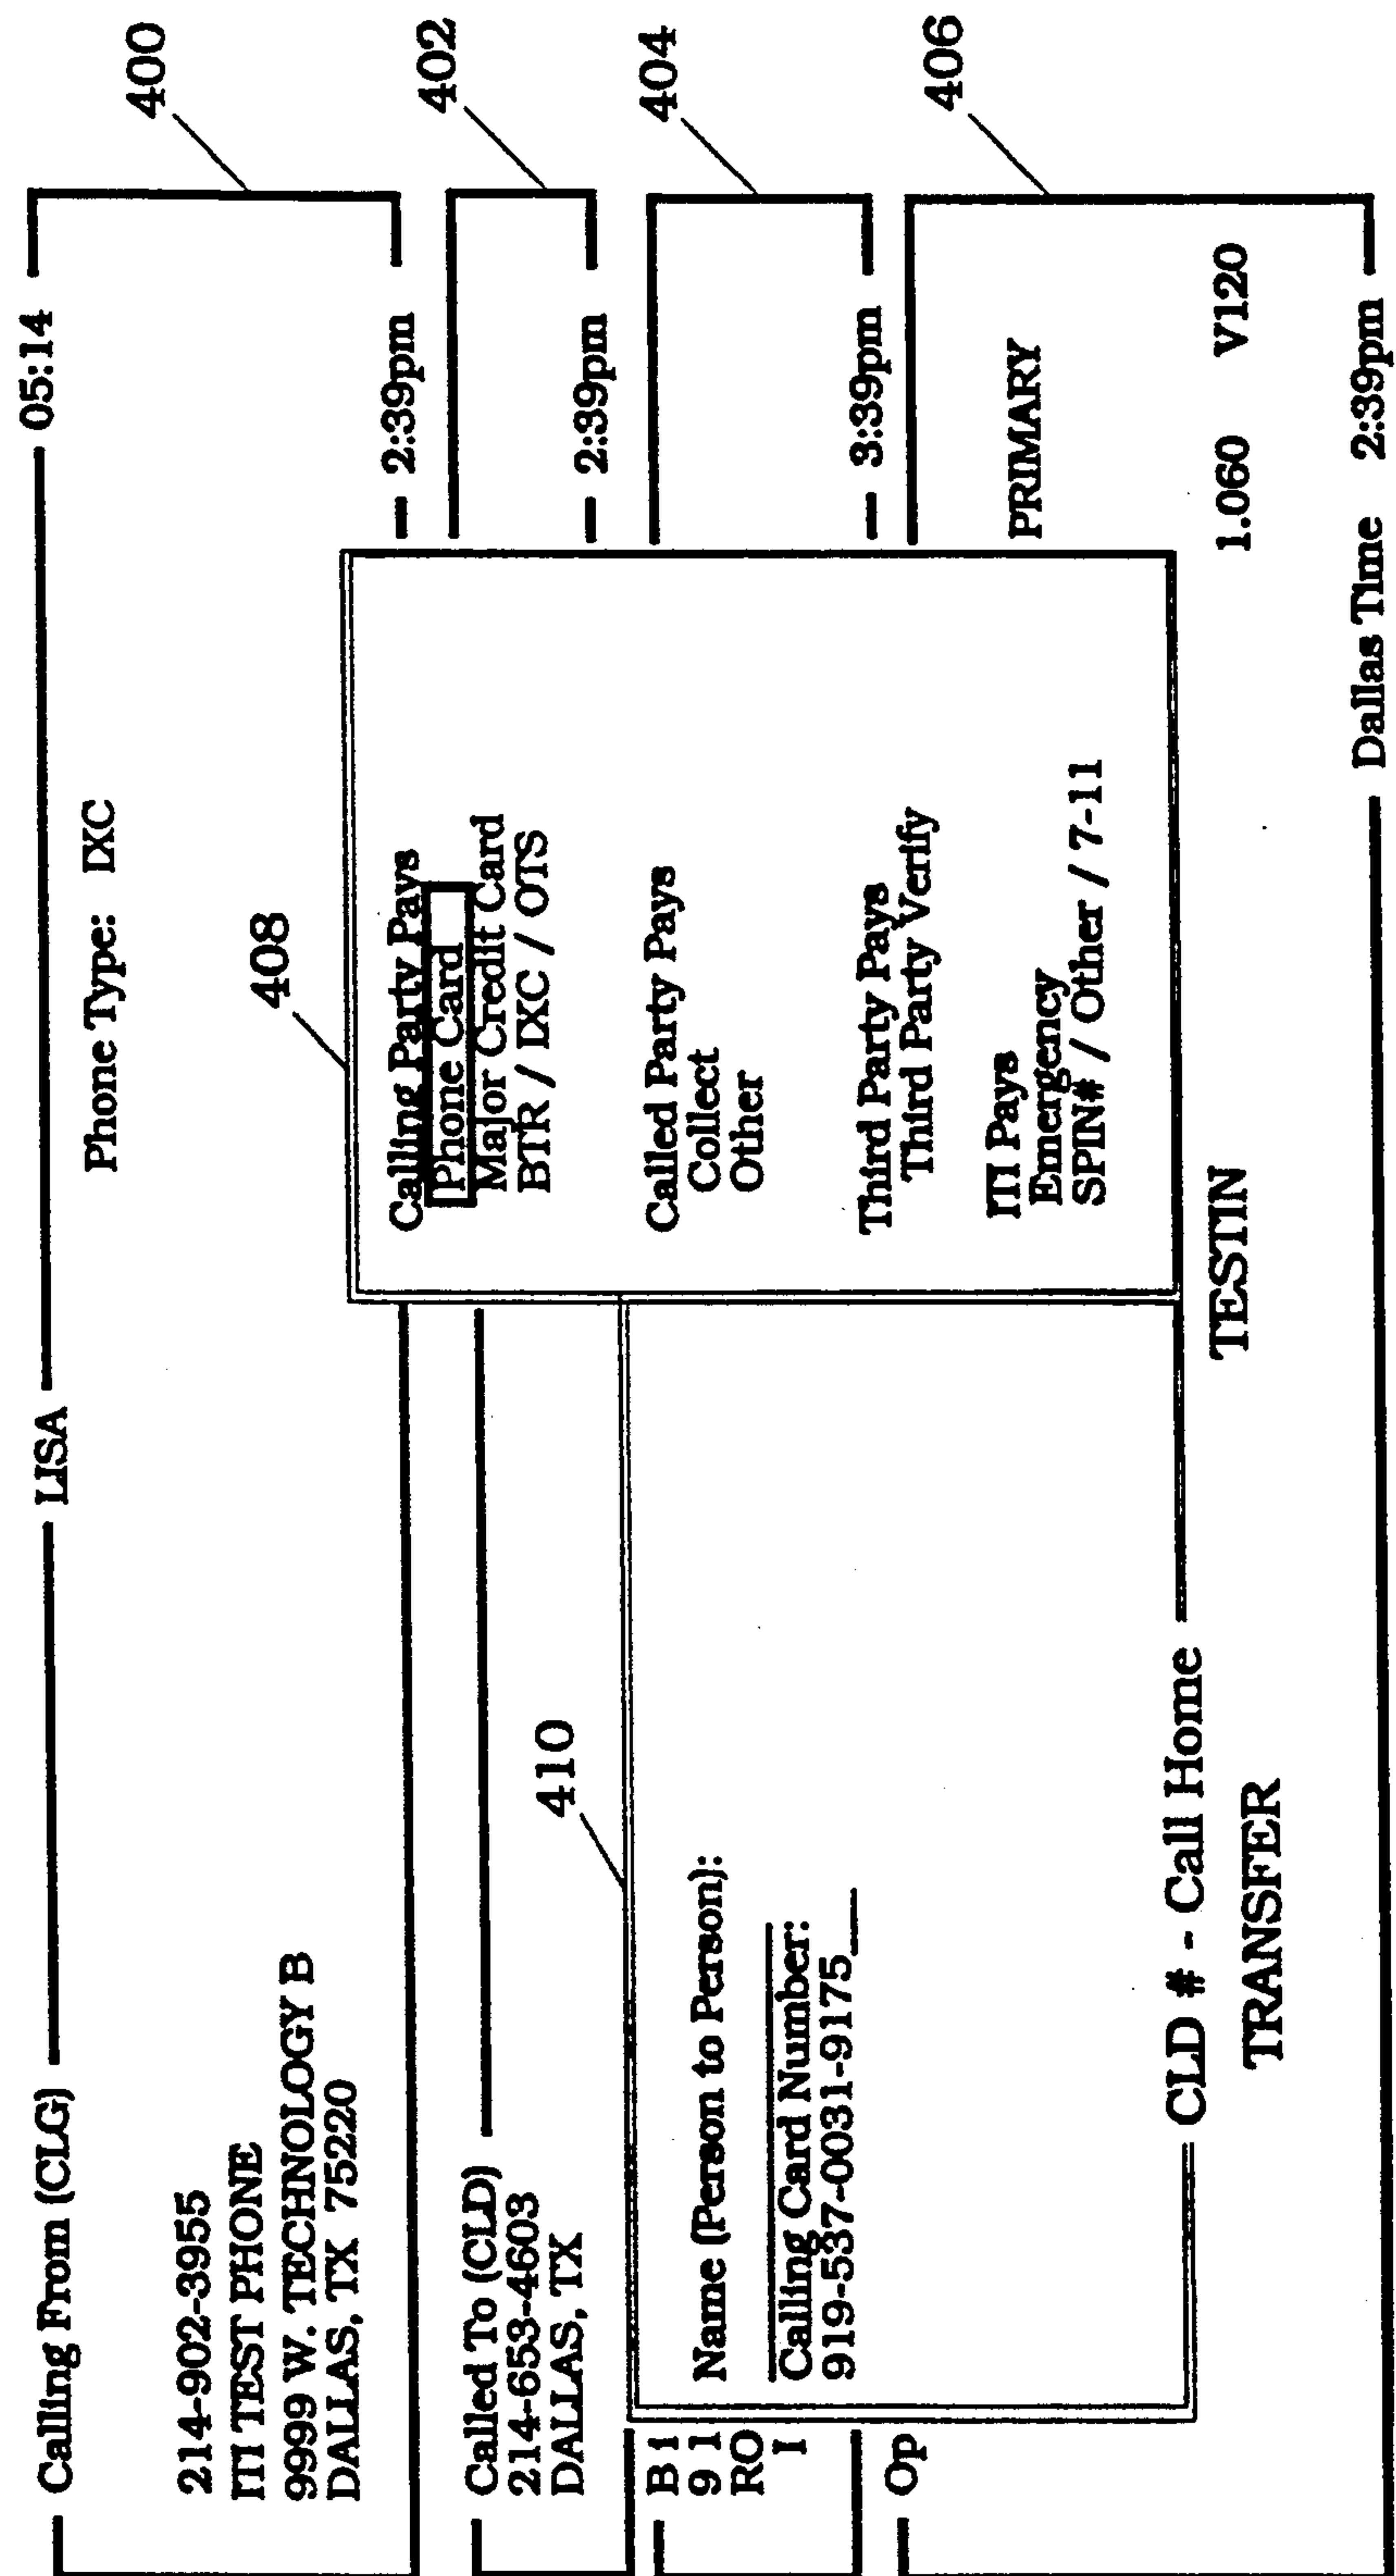 Calling From (CLG) LISA 05:14
Phone Type: IXC
214-902-3955
ITI TEST PHONE
9999 W. TECHNOLOGY B
DALLAS, TX 75220
2:39pm
400
Called To (CLD)
214-653-4603
DALLAS, TX
2:39pm
402
408
Calling Party Pays
Phone Card
Major Credit Card
BTR / IXC / OTS
Called Party Pays
Collect
Other
Third Party Pays
Third Party Verify
ITI Pays
Emergency
SPIN# / Other / 7-11
410
B 1
9 1
RO
I
3:39pm
404
Name (Person to Person):
Calling Card Number:
919-537-0031-9175__
CLD # - Call Home
Op
PRIMARY
406
TRANSFER
TESTIN
1.060 V120
Dallas Time 2:39pm